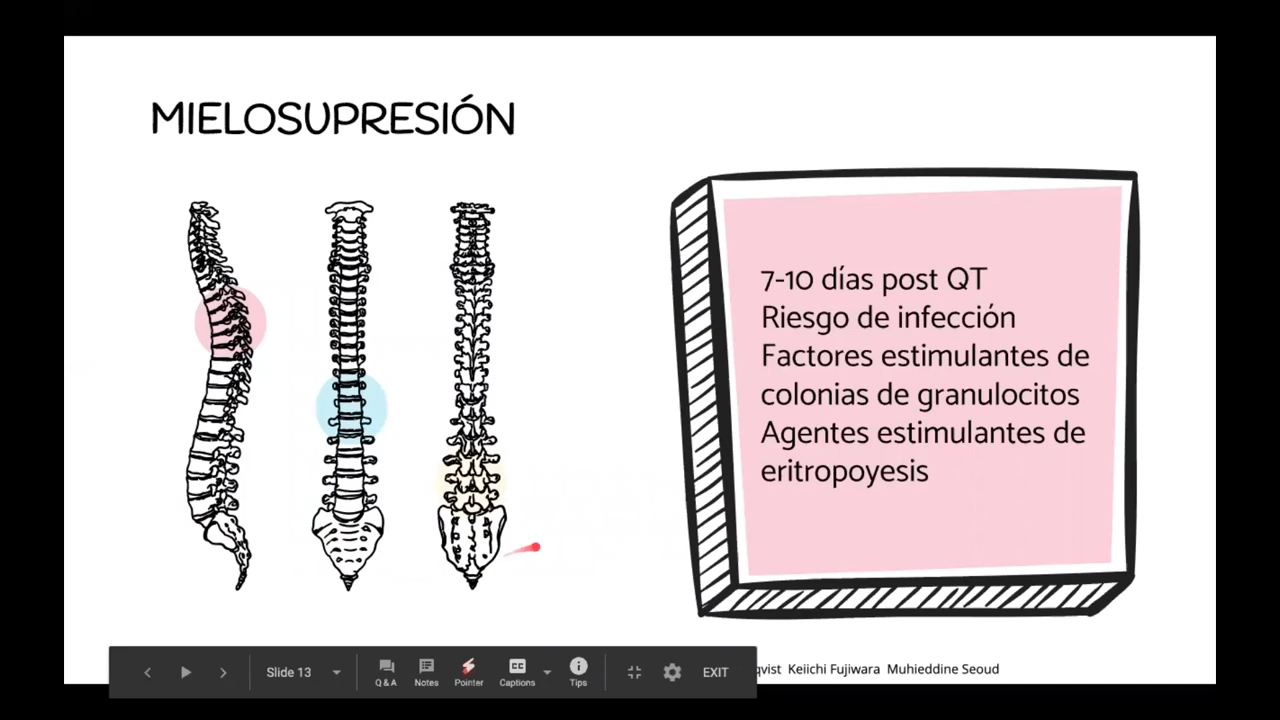 MIELOSUPRESIÓN
7-10 días post QT
Riesgo de infección
Factores estimulantes de
colonias de granulocitos
Agentes estimulantes de
eritropoyesis
Slide 13
Q & A
Notes
Pointer
Captions
Tips
EXIT
Keiichi Fujiwara Muhieddine Seoud